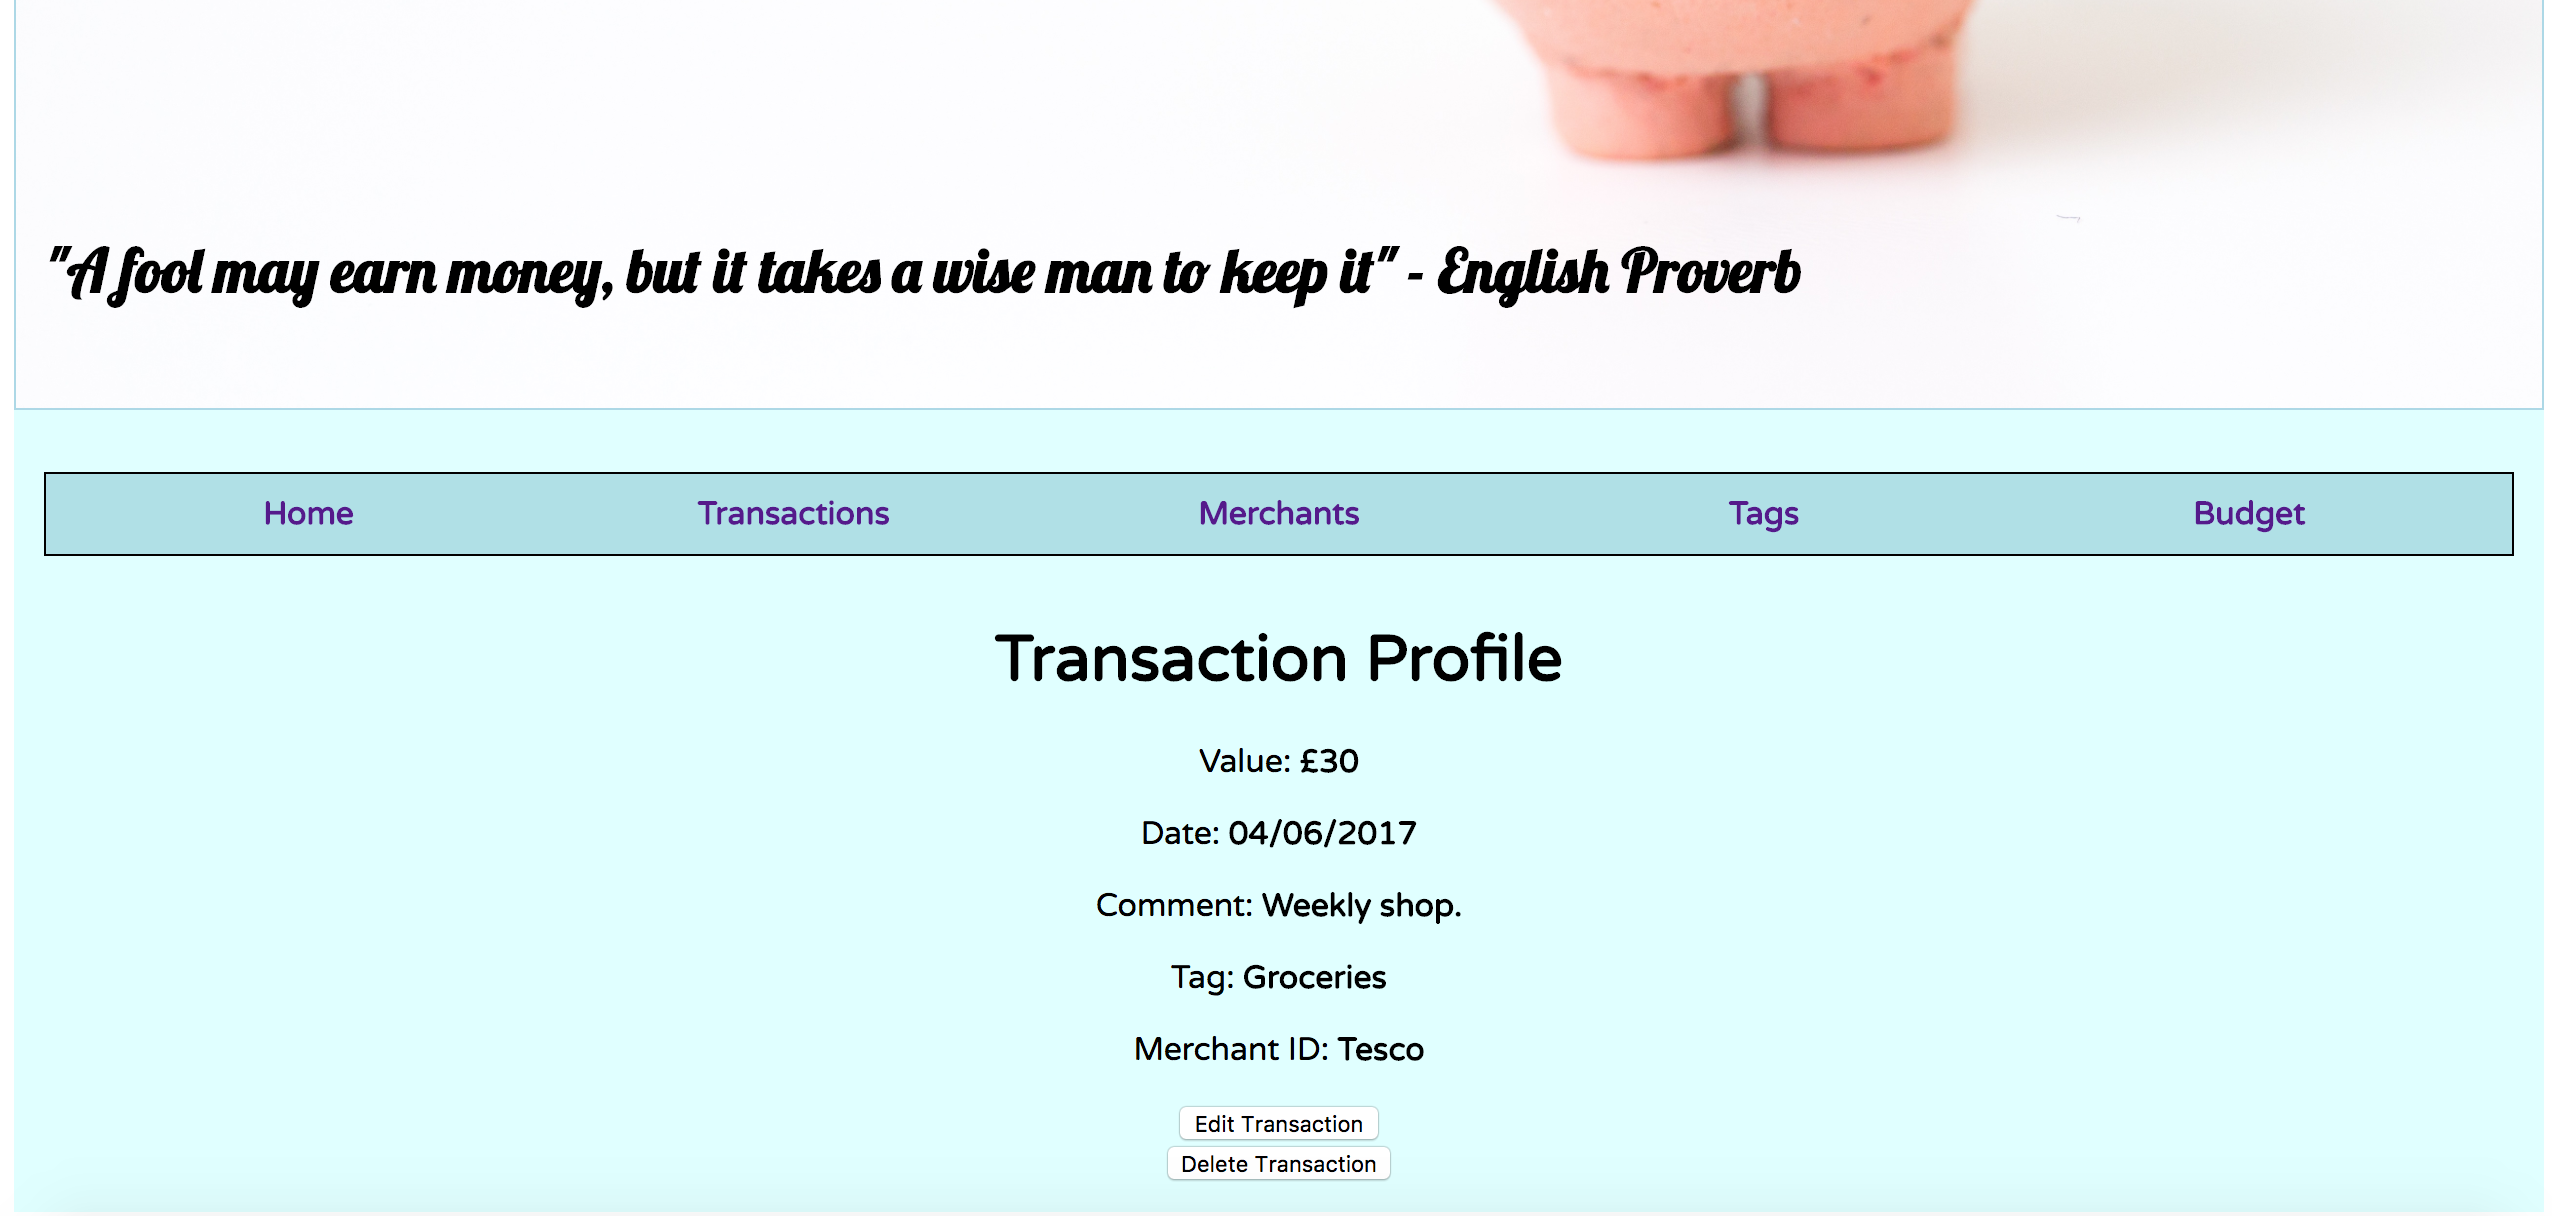 "A fool may earn money, but it takes a wise man to keep it" - English Proverb
Home Transactions Merchants Tags Budget
Transaction Profile
Value: £30
Date: 04/06/2017
Comment: Weekly shop.
Tag: Groceries
Merchant ID: Tesco
Edit Transaction
Delete Transaction